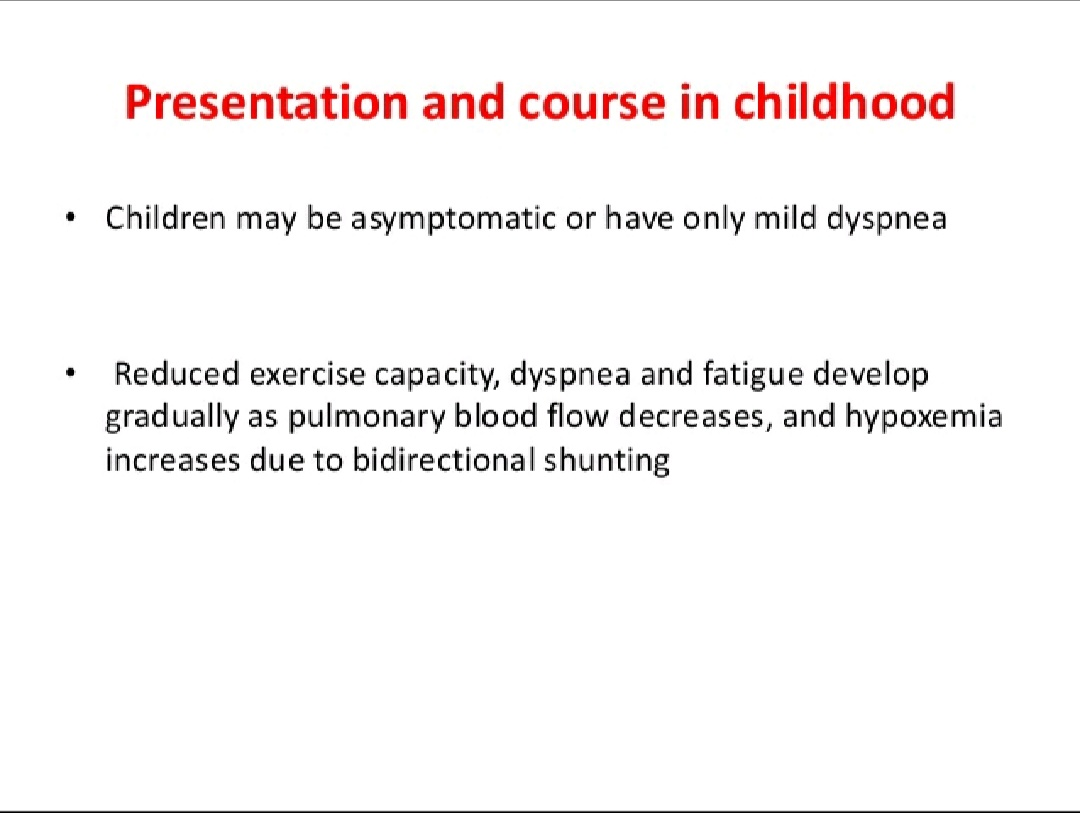 Presentation and course in childhood
• Children may be asymptomatic or have only mild dyspnea
• Reduced exercise capacity, dyspnea and fatigue develop
gradually as pulmonary blood flow decreases, and hypoxemia
increases due to bidirectional shunting